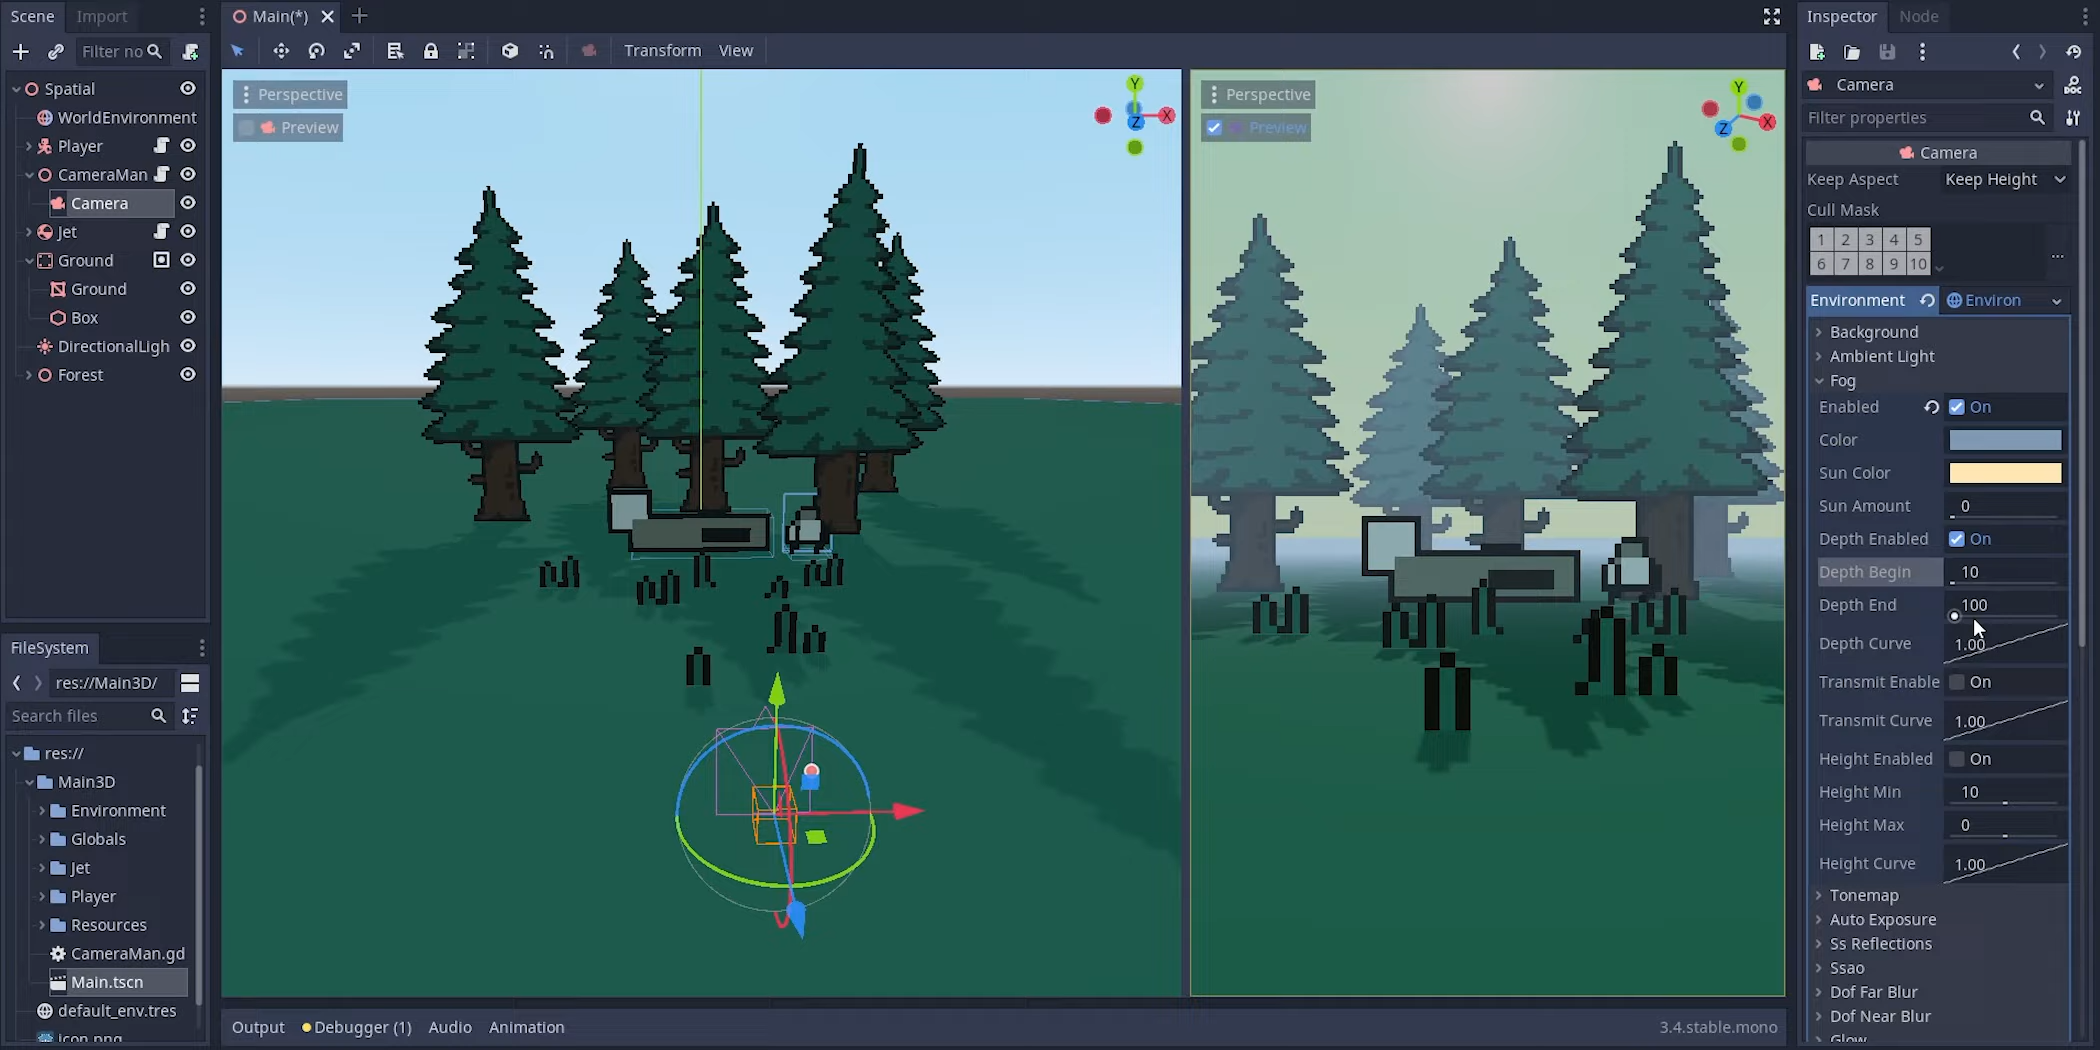 Scene
Import
Filter no
Spatial
WorldEnvironment
Player
CameraMan
Camera
Jet
Ground
Ground
Box
DirectionalLigh
Forest
FileSystem
res://Main3D/
Search files
res://
Main3D
Environment
Globals
Jet
Player
Resources
CameraMan.gd
Main.tscn
default_env.tres
icon.png
Main(*)
Transform
View
Perspective
Preview
Y
Z
X
Perspective
Preview
Y
Z
X
Output
Debugger (1)
Audio
Animation
3.4.stable.mono
Inspector
Node
Camera
DOC
Filter properties
Camera
Keep Aspect
Keep Height
Cull Mask
1 2 3 4 5
6 7 8 9 10
...
Environment
Environ
Background
Ambient Light
Fog
Enabled
On
Color
Sun Color
Sun Amount
0
Depth Enabled
On
Depth Begin
10
Depth End
100
Depth Curve
1.00
Transmit Enable
On
Transmit Curve
1.00
Height Enabled
On
Height Min
10
Height Max
0
Height Curve
1.00
Tonemap
Auto Exposure
Ss Reflections
Ssao
Dof Far Blur
Dof Near Blur
Glow